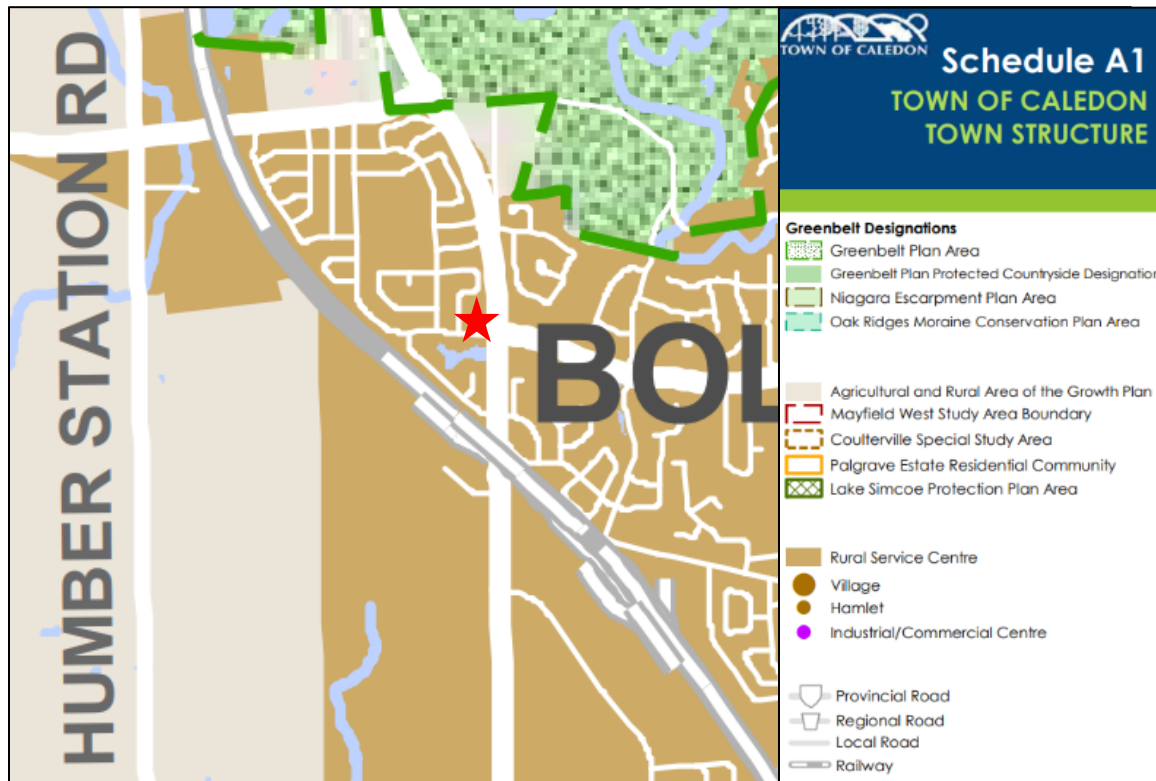 HUMBER STATION RD
BOL
TOWN OF CALEDON
Schedule A1
TOWN OF CALEDON
TOWN STRUCTURE
Greenbelt Designations
Greenbelt Plan Area
Greenbelt Plan Protected Countryside Designation
Niagara Escarpment Plan Area
Oak Ridges Moraine Conservation Plan Area
Agricultural and Rural Area of the Growth Plan
Mayfield West Study Area Boundary
Coulterville Special Study Area
Palgrave Estate Residential Community
Lake Simcoe Protection Plan Area
Rural Service Centre
Village
Hamlet
Industrial/Commercial Centre
Provincial Road
Regional Road
Local Road
Railway